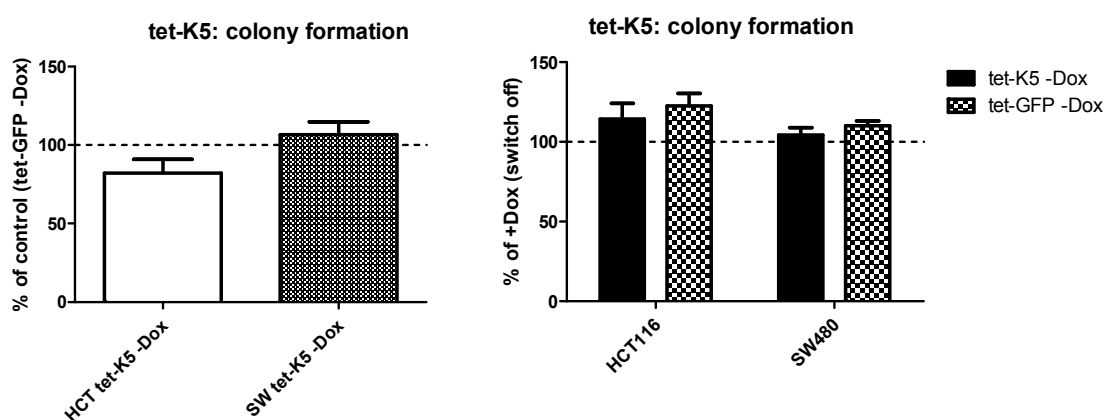 tet-K5: colony formation
% of control (tet-GFP -Dox)
150
100
50
0
HCT tet-K5 -Dox
SW tet-K5 -Dox
tet-K5: colony formation
% of +Dox (switch off)
150
100
50
0
HCT116
SW480
tet-K5 -Dox
tet-GFP -Dox